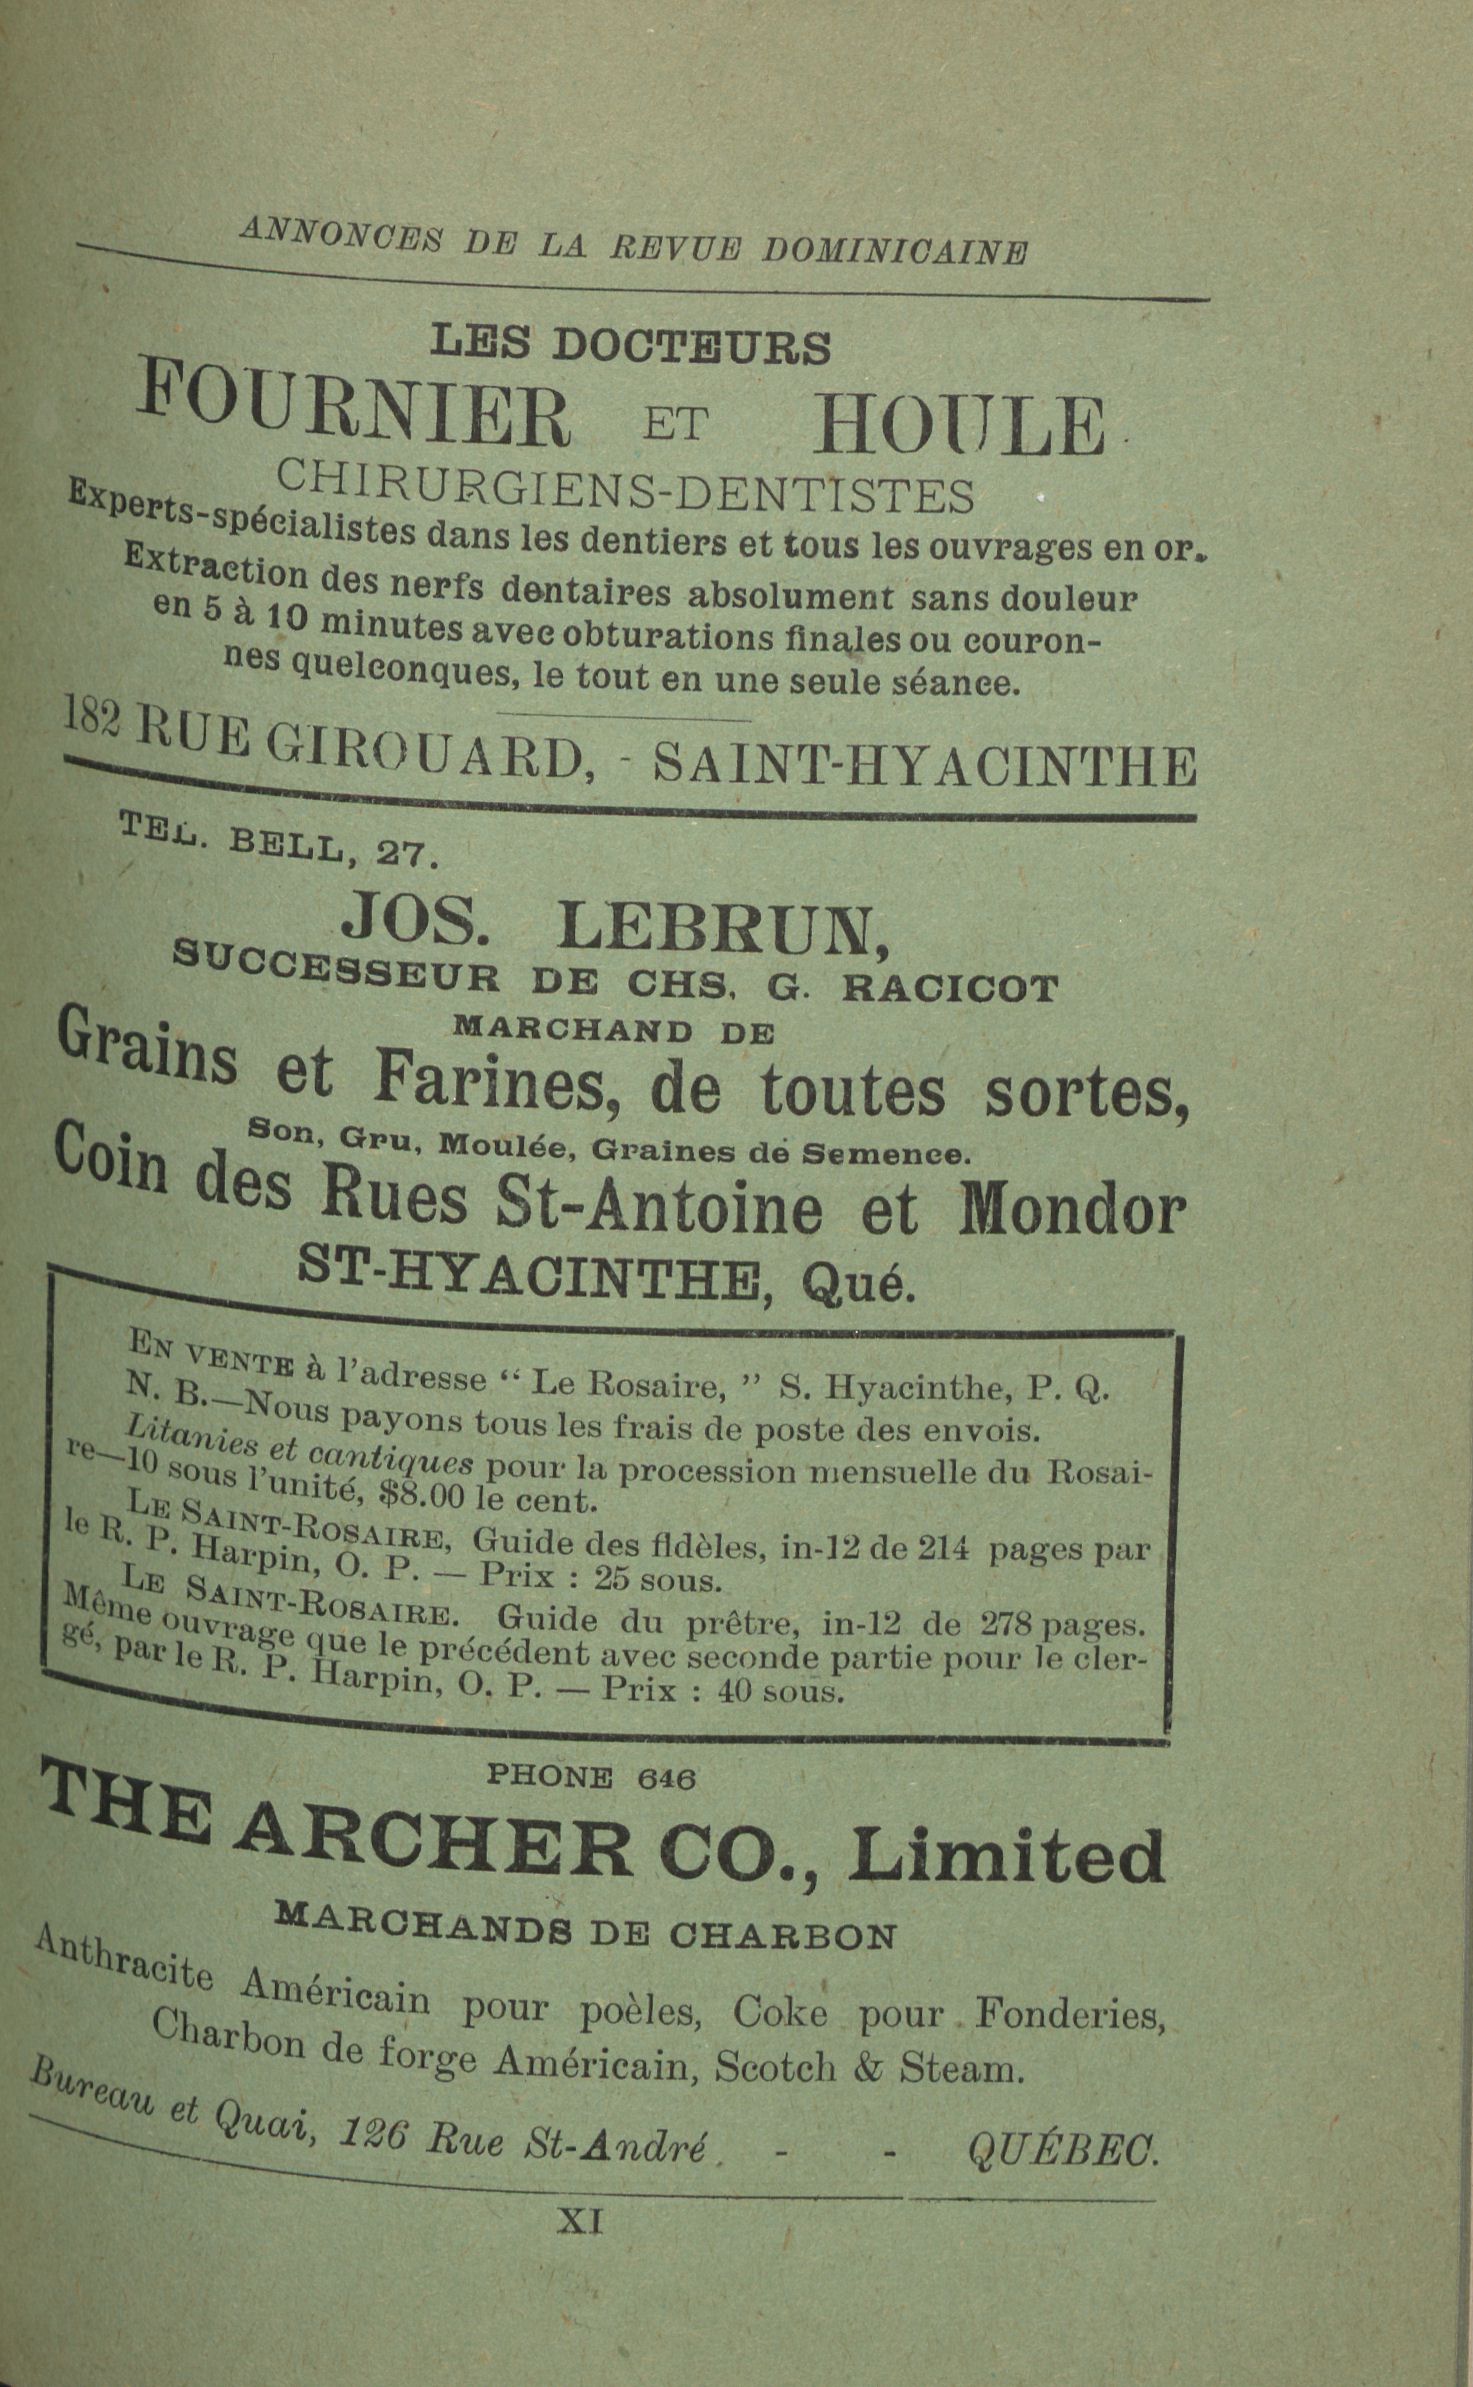 ANNONCES DE LA REVUE DOMINICAINE
LES DOCTEURS
FOURNIER ET HOULE
CHIRURGIENS-DENTISTES
Experts-spécialistes dans les dentiers et tous les ouvrages en or.
Extraction des nerfs dentaires absolument sans douleur
en 5 à 10 minutes avec obturations finales ou couron-
nes quelconques, le tout en une seule séance.
182 RUE GIROUARD, - SAINT-HYACINTHE
TEL. BELL, 27.
JOS. LEBRUN,
SUCCESSEUR DE CHS. G. RACICOT
MARCHAND DE
Grains et Farines, de toutes sortes,
Son, Gru, Moulée, Graines de Semence.
Coin des Rues St-Antoine et Mondor
ST-HYACINTHE, Qué.
EN VENTE à l'adresse “ Le Rosaire, ” S. Hyacinthe, P. Q.
N. B.—Nous payons tous les frais de poste des envois.
Litanies et cantiques pour la procession mensuelle du Rosai-
re—10 sous l'unité, $8.00 le cent.
LE SAINT-ROSAIRE, Guide des fidèles, in-12 de 214 pages par
le R. P. Harpin, O. P. — Prix : 25 sous.
LE SAINT-ROSAIRE. Guide du prêtre, in-12 de 278 pages.
Même ouvrage que le précédent avec seconde partie pour le cler-
gé, par le R. P. Harpin, O. P. — Prix : 40 sous.
PHONE 646
THE ARCHER CO., Limited
MARCHANDS DE CHARBON
Anthracite Américain pour poèles, Coke pour Fonderies,
Charbon de forge Américain, Scotch & Steam.
Bureau et Quai, 126 Rue St-André. - - QUÉBEC.
XI